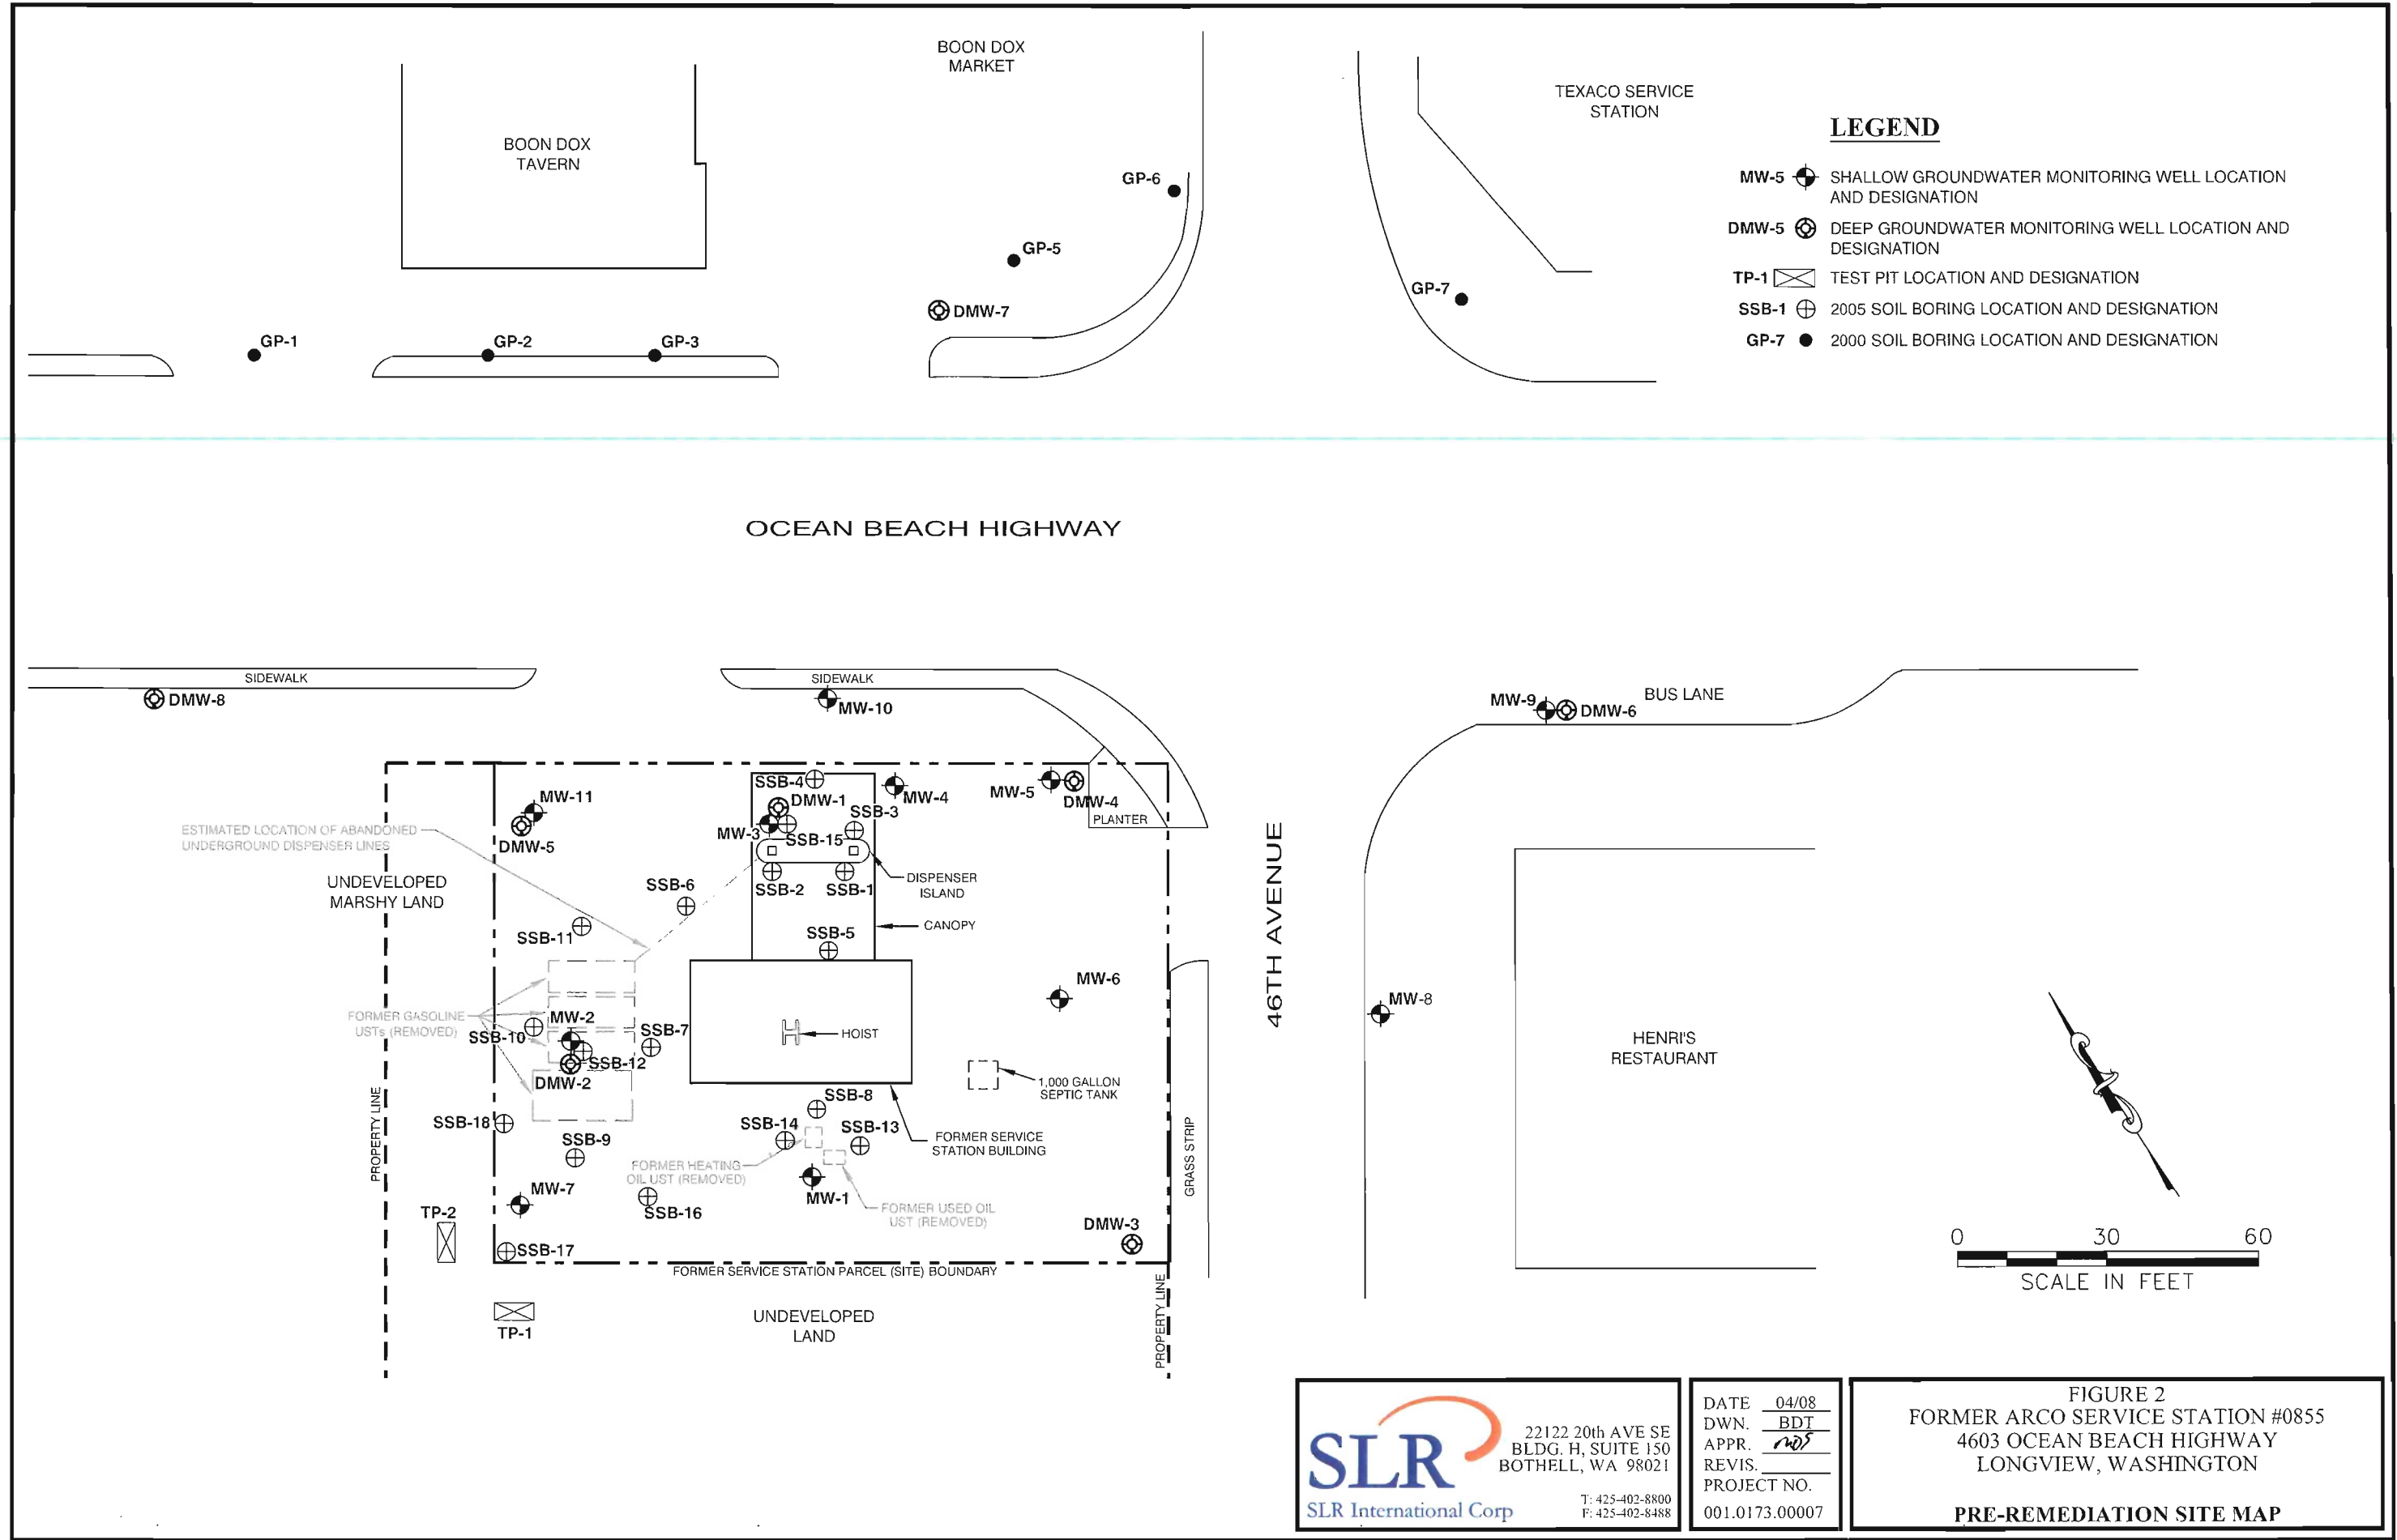 BOON DOX
MARKET
TEXACO SERVICE
STATION
BOON DOX
TAVERN
LEGEND
MW-5 SHALLOW GROUNDWATER MONITORING WELL LOCATION
AND DESIGNATION
DMW-5 DEEP GROUNDWATER MONITORING WELL LOCATION AND
DESIGNATION
TP-1 TEST PIT LOCATION AND DESIGNATION
SSB-1 2005 SOIL BORING LOCATION AND DESIGNATION
GP-7 2000 SOIL BORING LOCATION AND DESIGNATION
GP-6
GP-5
GP-7
DMW-7
GP-1
GP-2
GP-3
OCEAN BEACH HIGHWAY
SIDEWALK
SIDEWALK
DMW-8
MW-10
MW-9
DMW-6
BUS LANE
SSB-4
MW-11
DMW-1
MW-4
MW-5
DMW-4
SSB-3
PLANTER
ESTIMATED LOCATION OF ABANDONED
UNDERGROUND DISPENSER LINES
MW-3
SSB-15
DMW-5
UNDEVELOPED
MARSHY LAND
SSB-6
SSB-2
SSB-1
DISPENSER
ISLAND
CANOPY
SSB-11
SSB-5
46TH AVENUE
MW-6
MW-8
FORMER GASOLINE
USTs (REMOVED)
MW-2
SSB-10
SSB-7
HOIST
SSB-12
DMW-2
HENRI'S
RESTAURANT
1,000 GALLON
SEPTIC TANK
PROPERTY LINE
SSB-8
SSB-18
SSB-14
SSB-13
SSB-9
FORMER SERVICE
STATION BUILDING
GRASS STRIP
FORMER HEATING
OIL UST (REMOVED)
MW-7
MW-1
TP-2
SSB-16
FORMER USED OIL
UST (REMOVED)
DMW-3
SSB-17
FORMER SERVICE STATION PARCEL (SITE) BOUNDARY
PROPERTY LINE
TP-1
UNDEVELOPED
LAND
0 30 60
SCALE IN FEET
SLR
SLR International Corp
22122 20th AVE SE
BLDG. H, SUITE 150
BOTHELL, WA 98021
T: 425-402-8800
F: 425-402-8488
DATE 04/08
DWN. BDT
APPR.
REVIS.
PROJECT NO.
001.0173.00007
FIGURE 2
FORMER ARCO SERVICE STATION #0855
4603 OCEAN BEACH HIGHWAY
LONGVIEW, WASHINGTON
PRE-REMEDIATION SITE MAP